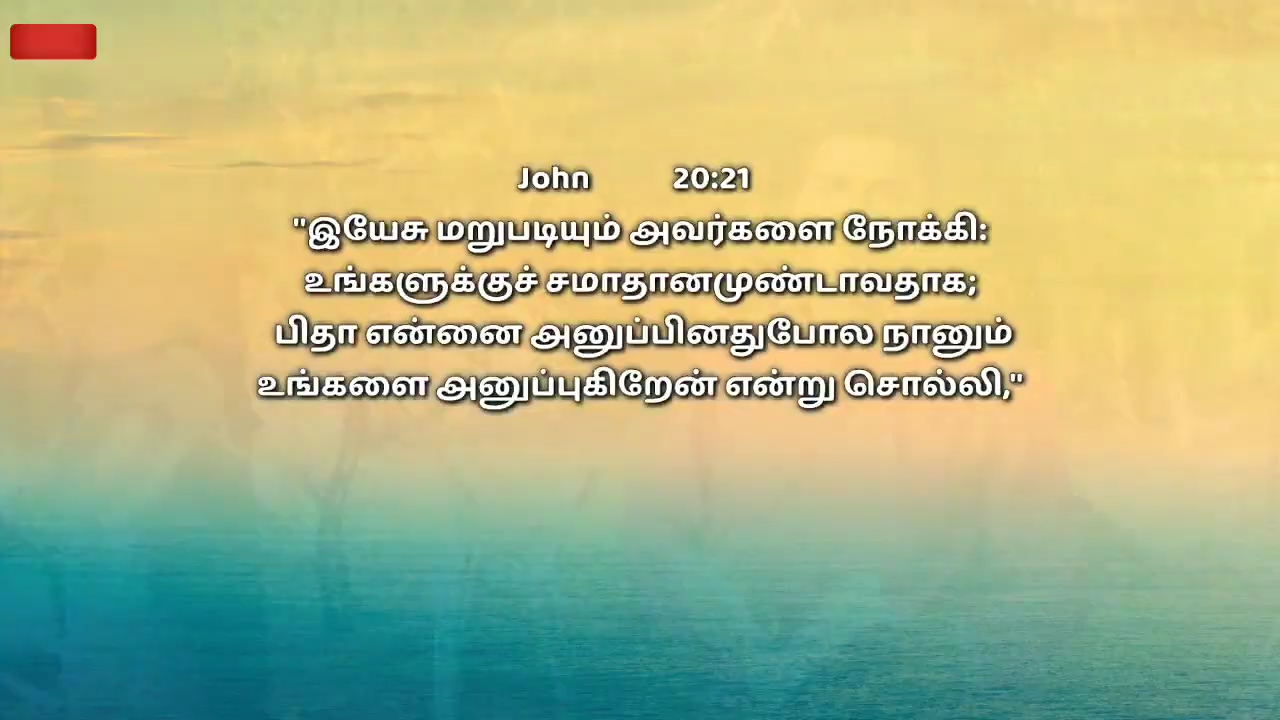 John 20:21
"இயேசு மறுபடியும் அவர்களை நோக்கி:
உங்களுக்குச் சமாதானமுண்டாவதாக;
பிதா என்னை அனுப்பினதுபோல நானும்
உங்களை அனுப்புகிறேன் என்று சொல்லி,"